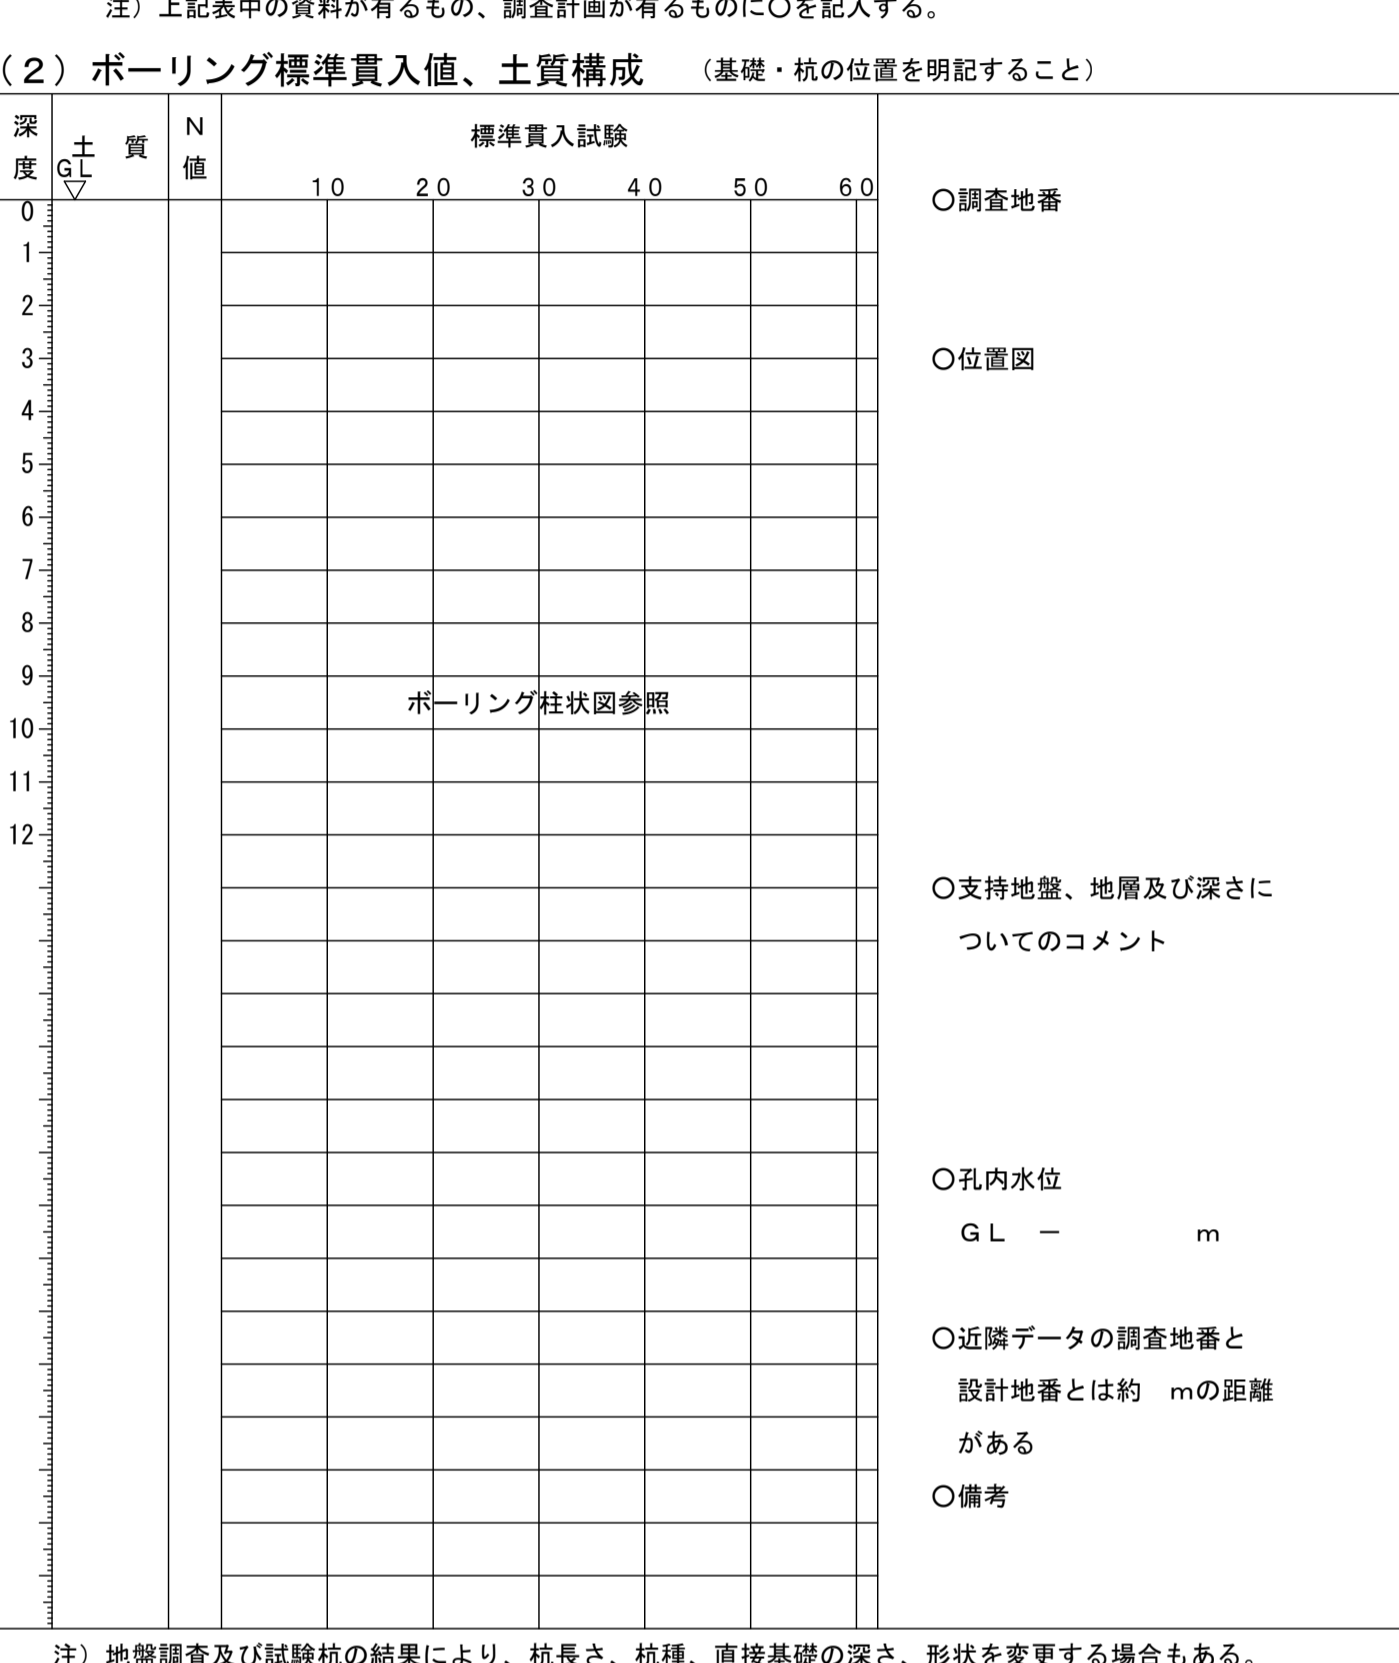 注）上記表中の資料が有るもの、調査計画が有るものに〇を記入する。
（２）ボーリング標準貫入値、土質構成　（基礎・杭の位置を明記すること）
深度
土　質
GL
N値
標準貫入試験
10 20 30 40 50 60
0
1
2
3
4
5
6
7
8
9
10
11
12
ボーリング柱状図参照
〇調査地番
〇位置図
〇支持地盤、地層及び深さに
ついてのコメント
〇孔内水位
ＧＬ　－　　　　　ｍ
〇近隣データの調査地番と
設計地番とは約　ｍの距離
がある
〇備考
注）地盤調査及び試験杭の結果により、杭長さ、杭種、直接基礎の深さ、形状を変更する場合もある。